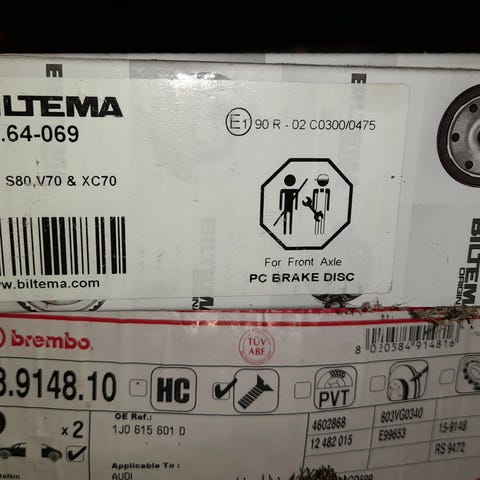 BILTEMA
.64-069
E1 90 R - 02 C0300/0475
S80,V70 & XC70
www.biltema.com
For Front Axle
PC BRAKE DISC
BILTEMA
brembo
TÜV
ABE
8 020584 914816
8.9148.10
HC
PVT
x 2
OE Ref.:
1J0 615 601 D
4602868
603VG0340
12 482 015
E99653
15-9148
RS 9472
Applicable To :
AUDI